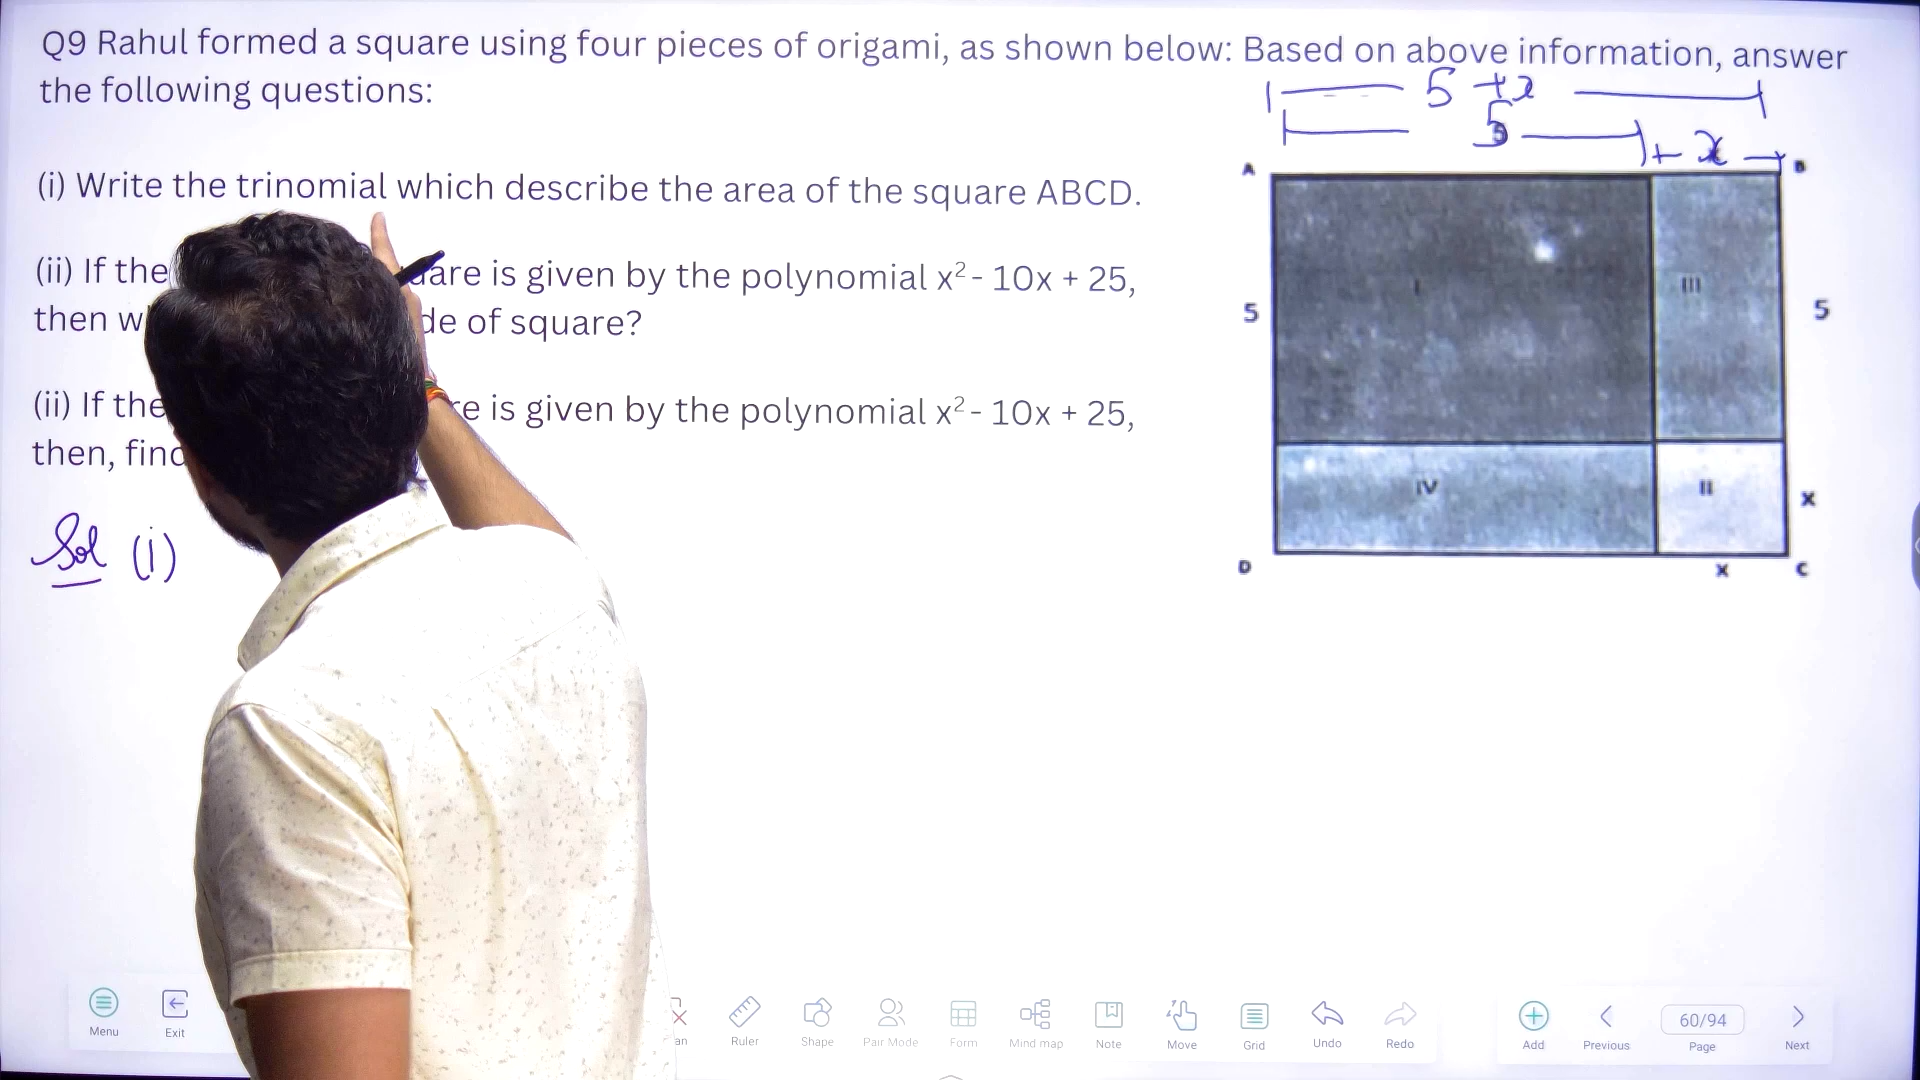 Q9 Rahul formed a square using four pieces of origami, as shown below: Based on above information, answer
the following questions:
5 + x
5
+ x
A
B
(i) Write the trinomial which describe the area of the square ABCD.
(ii) If the are is given by the polynomial x² - 10x + 25,
then de of square?
I
III
5
5
(ii) If the is given by the polynomial x² - 10x + 25,
then,
IV
II
x
D
x
C
Sol (i)
Menu
Exit
Ruler
Shape
Pair Mode
Form
Mind map
Note
Move
Grid
Undo
Redo
Add
Previous
60/94
Page
Next